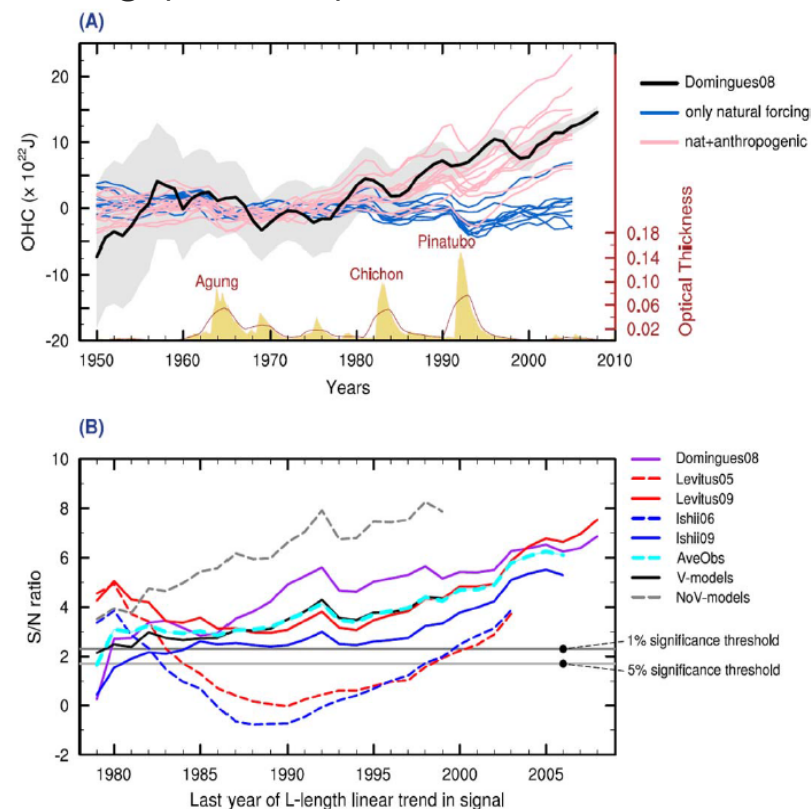 (A)
20
10
0
-10
-20
OHC (x 10²² J)
Domingues08
only natural forcing
nat+anthropogenic
Pinatubo
Agung
Chichon
0.18
0.14
0.10
0.06
0.02
Optical Thickness
1950 1960 1970 1980 1990 2000 2010
Years
(B)
10
8
6
4
2
0
-2
S/N ratio
Domingues08
Levitus05
Levitus09
Ishii06
Ishii09
AveObs
V-models
NoV-models
1% significance threshold
5% significance threshold
1980 1985 1990 1995 2000 2005
Last year of L-length linear trend in signal